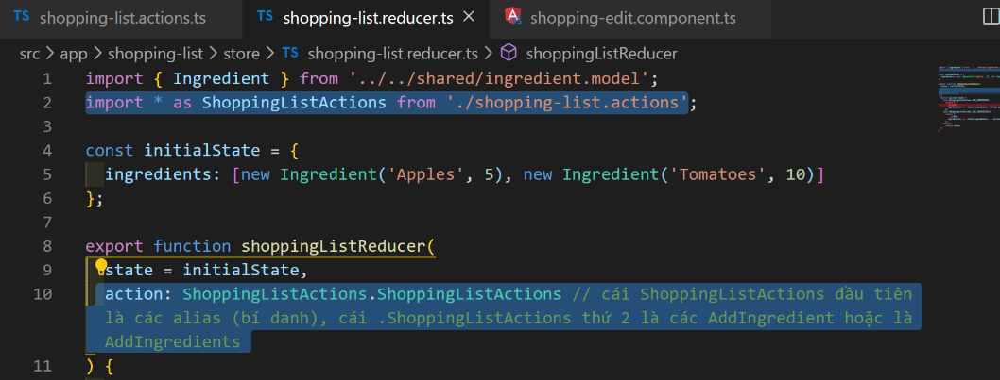 TS shopping-list.actions.ts TS shopping-list.reducer.ts × shopping-edit.component.ts
src > app > shopping-list > store > TS shopping-list.reducer.ts > shoppingListReducer
1 import { Ingredient } from '../../shared/ingredient.model';
2 import * as ShoppingListActions from './shopping-list.actions';
3
4 const initialState = {
5 ingredients: [new Ingredient('Apples', 5), new Ingredient('Tomatoes', 10)]
6 };
7
8 export function shoppingListReducer(
9 state = initialState,
10 action: ShoppingListActions.ShoppingListActions // cái ShoppingListActions đầu tiên
là các alias (bí danh), cái .ShoppingListActions thứ 2 là các AddIngredient hoặc là
AddIngredients
11 ) {